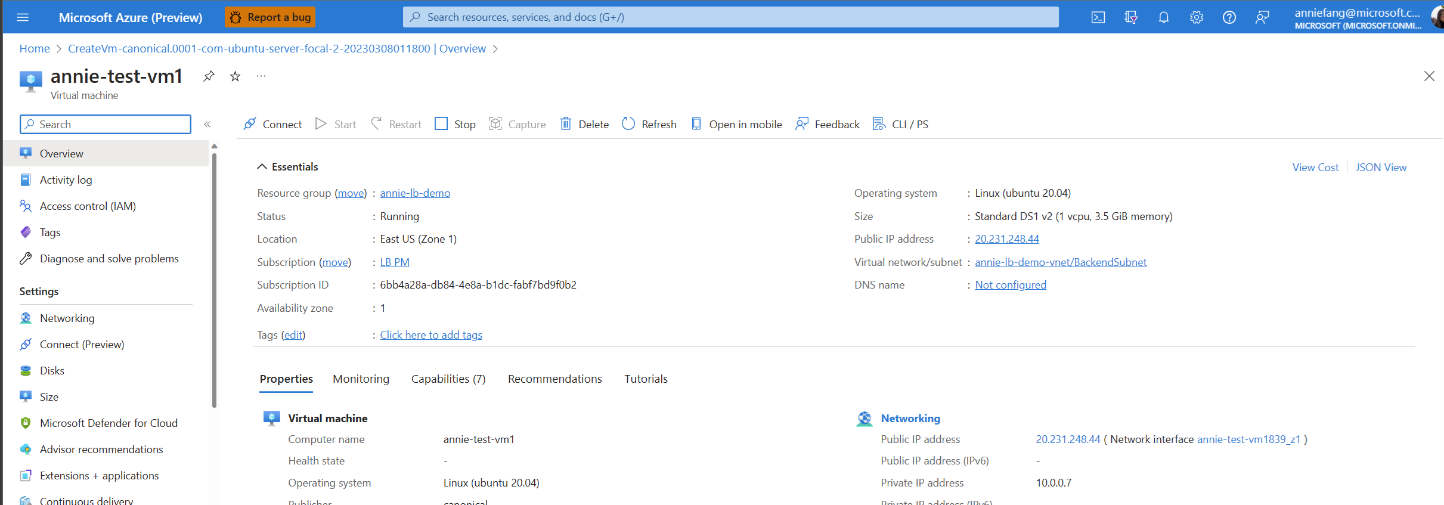 Microsoft Azure (Preview) Report a bug Search resources, services, and docs (G+/) anniefang@microsoft.c...
MICROSOFT (MICROSOFT.ONMI...
Home > CreateVm-canonical.0001-com-ubuntu-server-focal-2-20230308011800 | Overview >
annie-test-vm1 ...
Virtual machine
Search «
Connect Start Restart Stop Capture Delete Refresh Open in mobile Feedback CLI / PS
Overview
Activity log
Access control (IAM)
Tags
Diagnose and solve problems
Settings
Networking
Connect (Preview)
Disks
Size
Microsoft Defender for Cloud
Advisor recommendations
Extensions + applications
Continuous delivery
Essentials
View Cost JSON View
Resource group (move) : annie-lb-demo
Status : Running
Location : East US (Zone 1)
Subscription (move) : LB PM
Subscription ID : 6bb4a28a-db84-4e8a-b1dc-fabf7bd9f0b2
Availability zone : 1
Tags (edit) : Click here to add tags
Operating system : Linux (ubuntu 20.04)
Size : Standard DS1 v2 (1 vcpu, 3.5 GiB memory)
Public IP address : 20.231.248.44
Virtual network/subnet : annie-lb-demo-vnet/BackendSubnet
DNS name : Not configured
Properties Monitoring Capabilities (7) Recommendations Tutorials
Virtual machine
Computer name annie-test-vm1
Health state -
Operating system Linux (ubuntu 20.04)
Publisher canonical
Networking
Public IP address 20.231.248.44 ( Network interface annie-test-vm1839_z1 )
Public IP address (IPv6) -
Private IP address 10.0.0.7
Private IP address (IPv6)